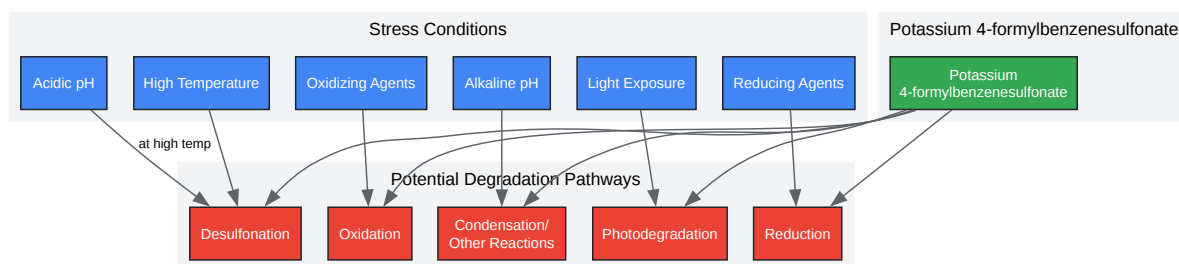 Stress Conditions
Potassium 4-formylbenzenesulfonate
Acidic pH
High Temperature
Oxidizing Agents
Alkaline pH
Light Exposure
Reducing Agents
Potassium
4-formylbenzenesulfonate
at high temp
Potential Degradation Pathways
Desulfonation
Oxidation
Condensation/
Other Reactions
Photodegradation
Reduction